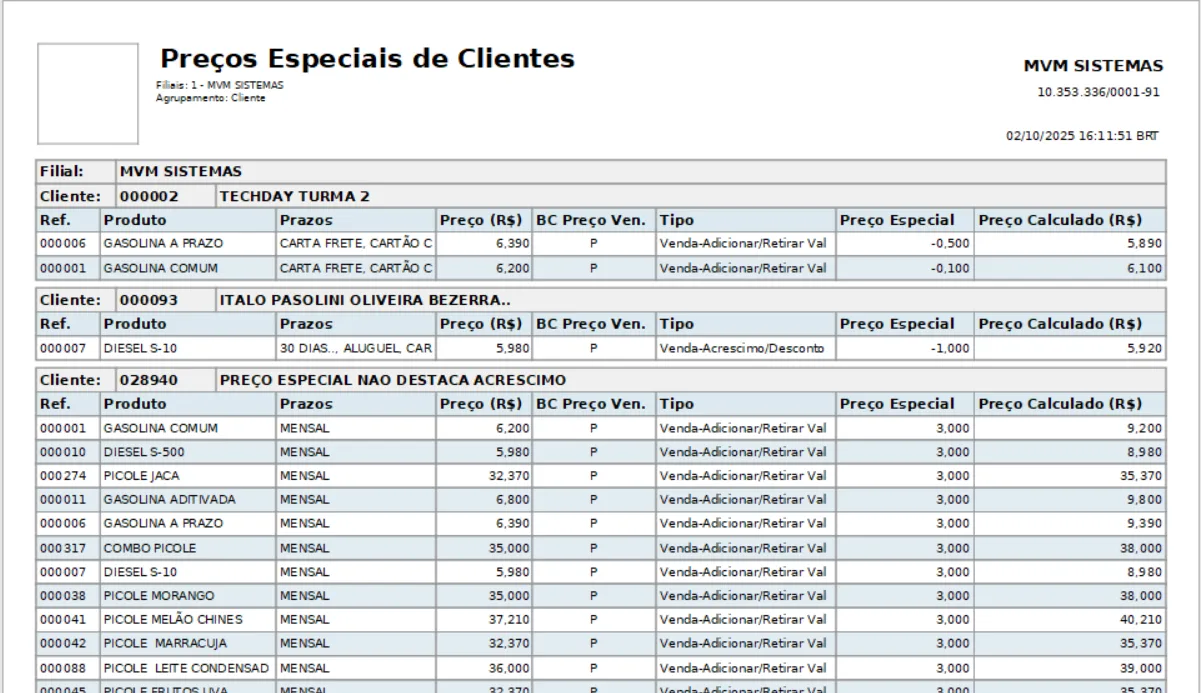 Preços Especiais de Clientes
Filiais: 1 - MVM SISTEMAS
Agrupamento: Cliente
MVM SISTEMAS
10.353.336/0001-91
02/10/2025 16:11:51 BRT
Filial: MVM SISTEMAS
Cliente: 000002 TECHDAY TURMA 2
Ref. Produto Prazos Preço (R$) BC Preço Ven. Tipo Preço Especial Preço Calculado (R$)
000006 GASOLINA A PRAZO CARTA FRETE, CARTÃO C 6,390 P Venda-Adicionar/Retirar Val -0,500 5,890
000001 GASOLINA COMUM CARTA FRETE, CARTÃO C 6,200 P Venda-Adicionar/Retirar Val -0,100 6,100
Cliente: 000093 ITALO PASOLINI OLIVEIRA BEZERRA..
Ref. Produto Prazos Preço (R$) BC Preço Ven. Tipo Preço Especial Preço Calculado (R$)
000007 DIESEL S-10 30 DIAS.., ALUGUEL, CAR 5,980 P Venda-Acrescimo/Desconto -1,000 5,920
Cliente: 028940 PREÇO ESPECIAL NAO DESTACA ACRESCIMO
Ref. Produto Prazos Preço (R$) BC Preço Ven. Tipo Preço Especial Preço Calculado (R$)
000001 GASOLINA COMUM MENSAL 6,200 P Venda-Adicionar/Retirar Val 3,000 9,200
000010 DIESEL S-500 MENSAL 5,980 P Venda-Adicionar/Retirar Val 3,000 8,980
000274 PICOLE JACA MENSAL 32,370 P Venda-Adicionar/Retirar Val 3,000 35,370
000011 GASOLINA ADITIVADA MENSAL 6,800 P Venda-Adicionar/Retirar Val 3,000 9,800
000006 GASOLINA A PRAZO MENSAL 6,390 P Venda-Adicionar/Retirar Val 3,000 9,390
000317 COMBO PICOLE MENSAL 35,000 P Venda-Adicionar/Retirar Val 3,000 38,000
000007 DIESEL S-10 MENSAL 5,980 P Venda-Adicionar/Retirar Val 3,000 8,980
000038 PICOLE MORANGO MENSAL 35,000 P Venda-Adicionar/Retirar Val 3,000 38,000
000041 PICOLE MELÃO CHINES MENSAL 37,210 P Venda-Adicionar/Retirar Val 3,000 40,210
000042 PICOLE MARRACUJA MENSAL 32,370 P Venda-Adicionar/Retirar Val 3,000 35,370
000088 PICOLE LEITE CONDENSAD MENSAL 36,000 P Venda-Adicionar/Retirar Val 3,000 39,000
000045 PICOLE FRUTOS UVA MENSAL 32,370 P Venda-Adicionar/Retirar Val 3,000 35,370